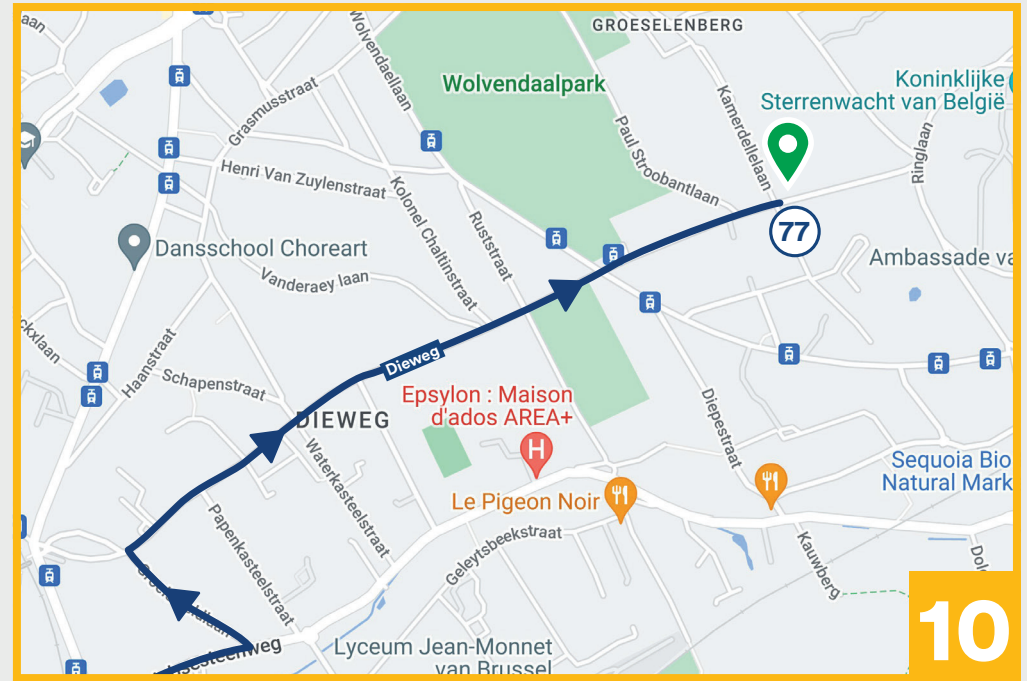 GROESELENBERG
Wolvendaellaan
Wolvendaalpark
Koninklijke
Sterrenwacht van België
Grasmusstraat
Kamerdellelaan
Paul Stroobantlaan
Ringlaan
Henri Van Zuylenstraat
Kolonel Chaltinstraat
Ruststraat
77
Dansschool Choreart
Ambassade va
Vanderaey laan
ckxlaan
Haanstraat
Schapenstraat
Dieweg
DIEWEG
Epsylon : Maison
d'ados AREA+
H
Diepestraat
Waterkasteelstraat
Sequoia Bio
Natural Mark
Le Pigeon Noir
Papenkasteelstraat
Geleytsbeekstraat
Kauwberg
Dole
10
Lyceum Jean-Monnet
van Brussel